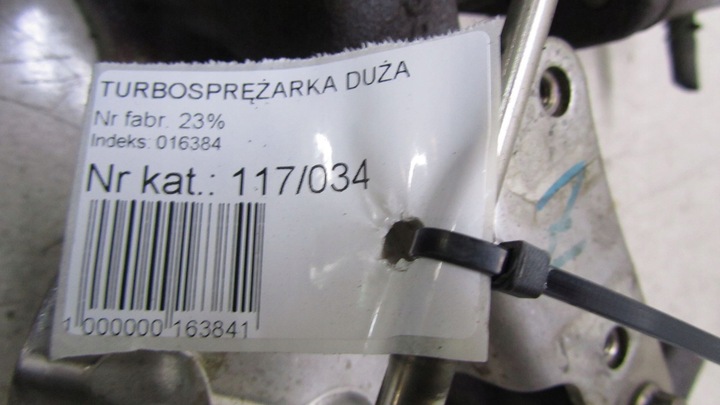 TURBOSPRĘŻARKA DUŻA
Nr fabr. 23%
Indeks: 016384
Nr kat.: 117/034
1 000000 163841